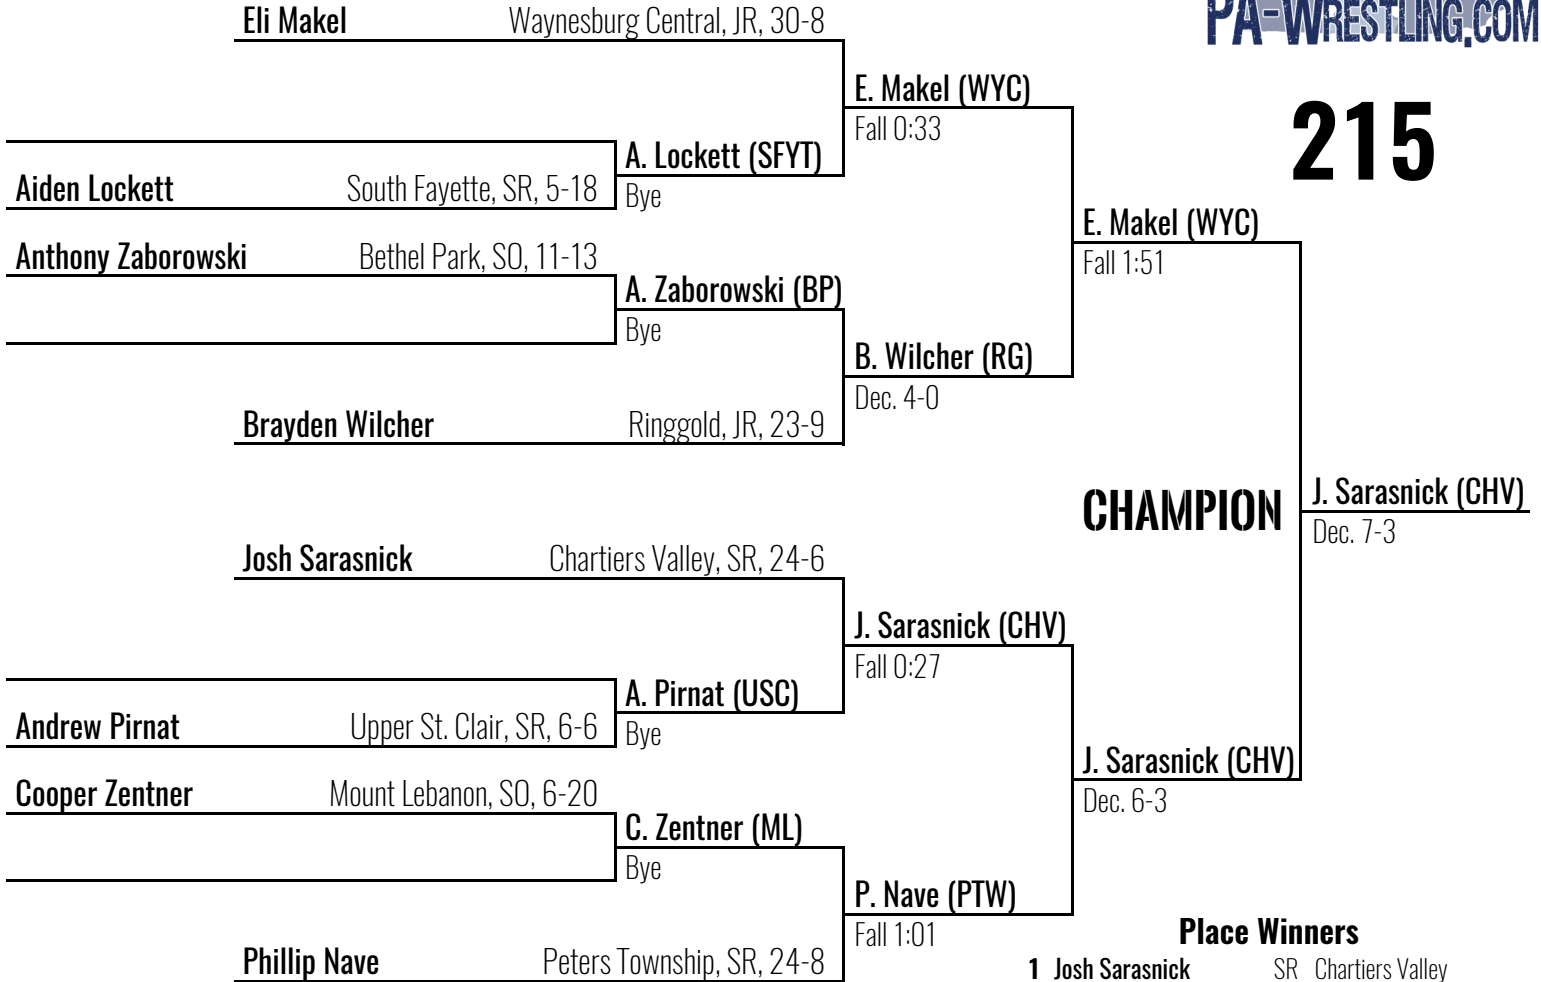 Eli Makel Waynesburg Central, JR, 30-8
PA-WRESTLING.COM
E. Makel (WYC)
Fall 0:33
215
A. Lockett (SFYT)
Aiden Lockett South Fayette, SR, 5-18
Bye
E. Makel (WYC)
Fall 1:51
Anthony Zaborowski Bethel Park, SO, 11-13
A. Zaborowski (BP)
Bye
B. Wilcher (RG)
Dec. 4-0
Brayden Wilcher Ringgold, JR, 23-9
CHAMPION
J. Sarasnick (CHV)
Dec. 7-3
Josh Sarasnick Chartiers Valley, SR, 24-6
J. Sarasnick (CHV)
Fall 0:27
A. Pirnat (USC)
Andrew Pirnat Upper St. Clair, SR, 6-6
Bye
J. Sarasnick (CHV)
Dec. 6-3
Cooper Zentner Mount Lebanon, SO, 6-20
C. Zentner (ML)
Bye
P. Nave (PTW)
Fall 1:01
Phillip Nave Peters Township, SR, 24-8
Place Winners
1 Josh Sarasnick SR Chartiers Valley